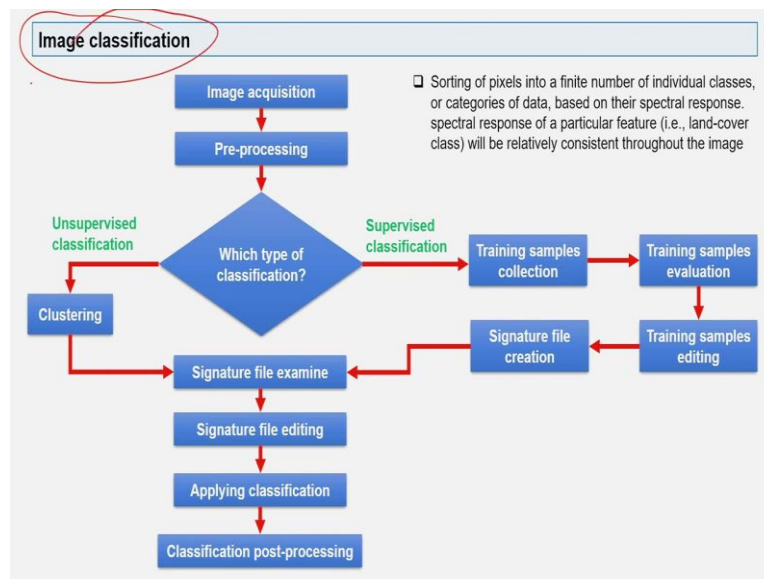 Image classification
Image acquisition
Sorting of pixels into a finite number of individual classes,
or categories of data, based on their spectral response.
spectral response of a particular feature (i.e., land-cover
class) will be relatively consistent throughout the image
Pre-processing
Unsupervised
classification
Which type of
classification?
Supervised
classification
Training samples
collection
Training samples
evaluation
Clustering
Signature file
creation
Training samples
editing
Signature file examine
Signature file editing
Applying classification
Classification post-processing